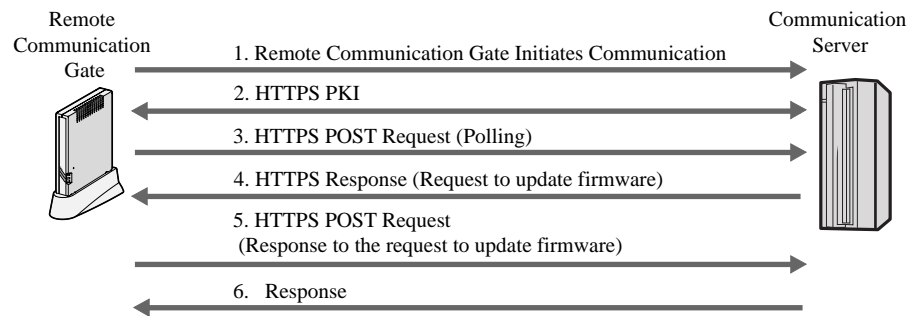 Remote
Communication
Gate
Communication
Server
1. Remote Communication Gate Initiates Communication
2. HTTPS PKI
3. HTTPS POST Request (Polling)
4. HTTPS Response (Request to update firmware)
5. HTTPS POST Request
(Response to the request to update firmware)
6. Response